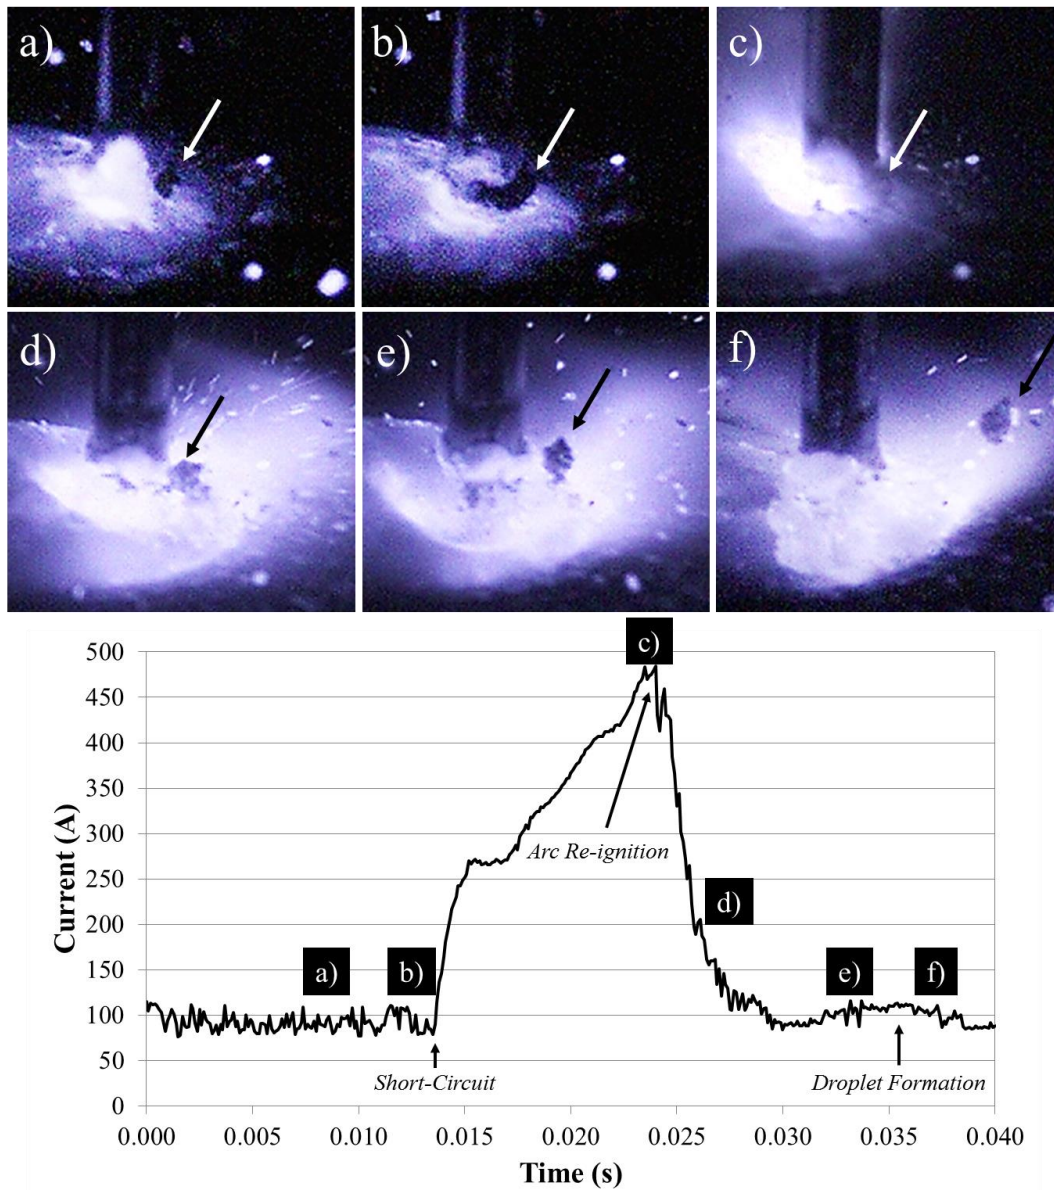 a)
b)
c)
d)
e)
f)
500
450
400
350
300
250
200
150
100
50
0
Current (A)
c)
Arc Re-ignition
d)
a)
b)
e)
f)
Short-Circuit
Droplet Formation
0.000 0.005 0.010 0.015 0.020 0.025 0.030 0.035 0.040
Time (s)